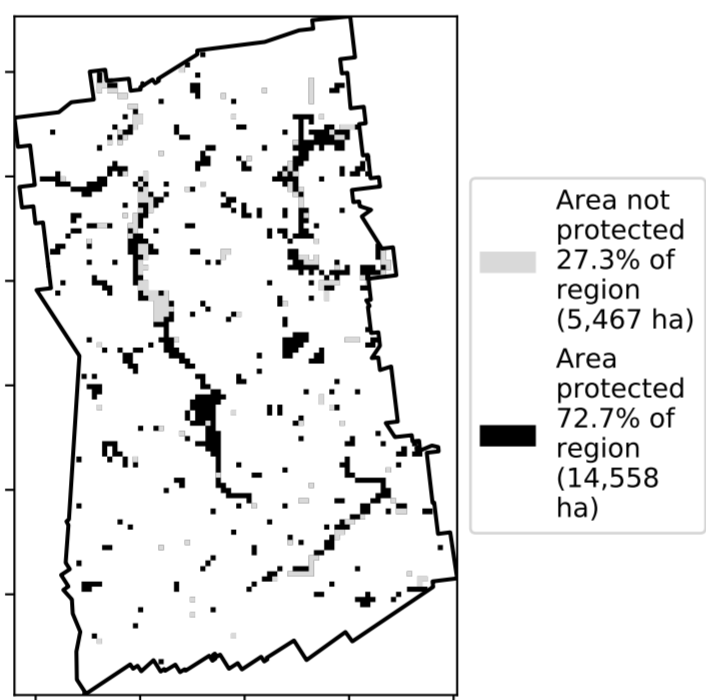 Area not
protected
27.3% of
region
(5,467 ha)
Area
protected
72.7% of
region
(14,558
ha)